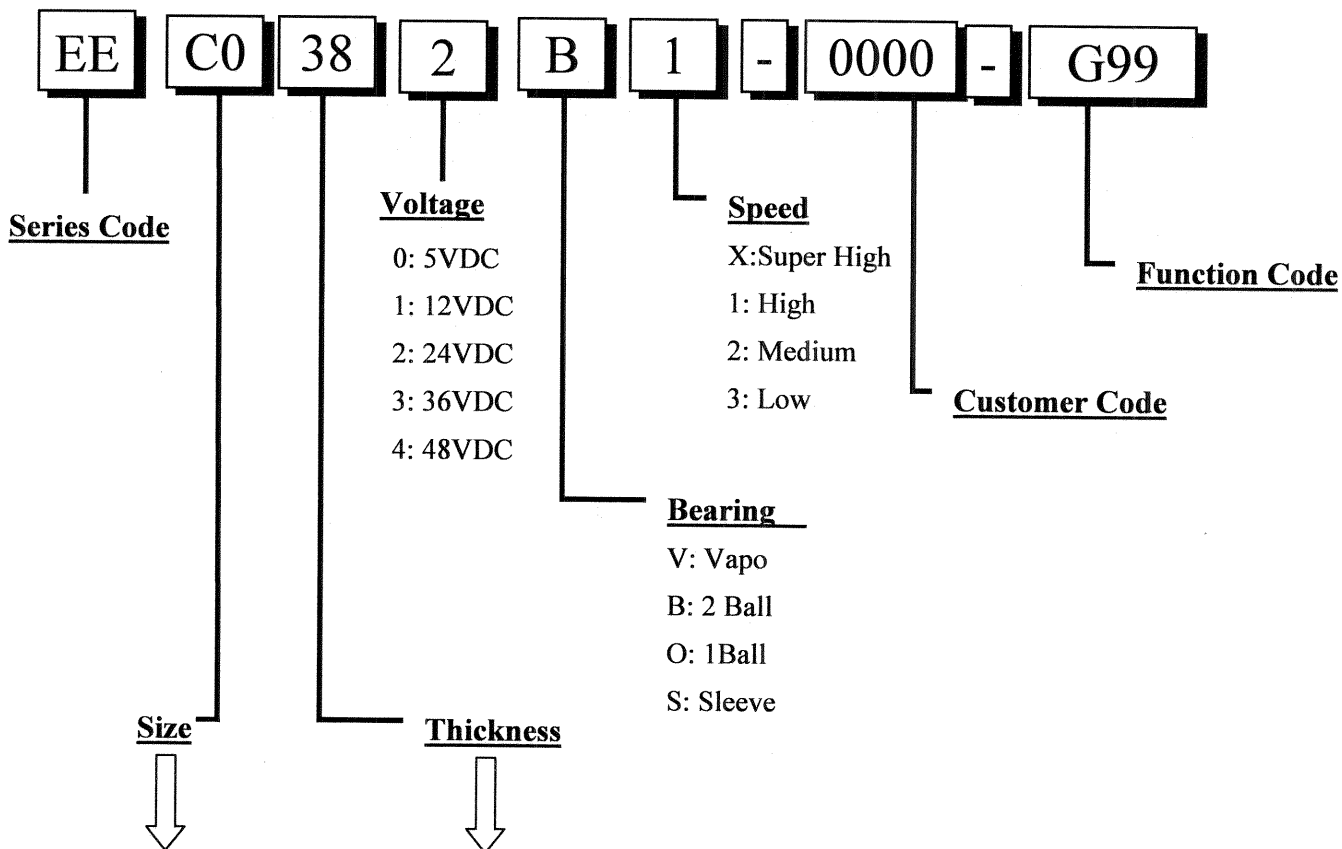 EE C0 38 2 B 1 - 0000 - G99
Series Code
Voltage
0: 5VDC
1: 12VDC
2: 24VDC
3: 36VDC
4: 48VDC
Speed
X:Super High
1: High
2: Medium
3: Low
Function Code
Customer Code
Bearing
V: Vapo
B: 2 Ball
O: 1Ball
S: Sleeve
Size
Thickness